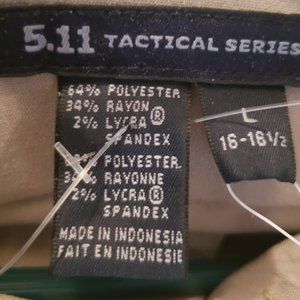 5.11 TACTICAL SERIES
64% POLYESTER
34% RAYON
2% LYCRA®
SPANDEX
POLYESTER
RAYONNE
2% LYCRA®
SPANDEX
MADE IN INDONESIA
FAIT EN INDONESIE
L
16-16½